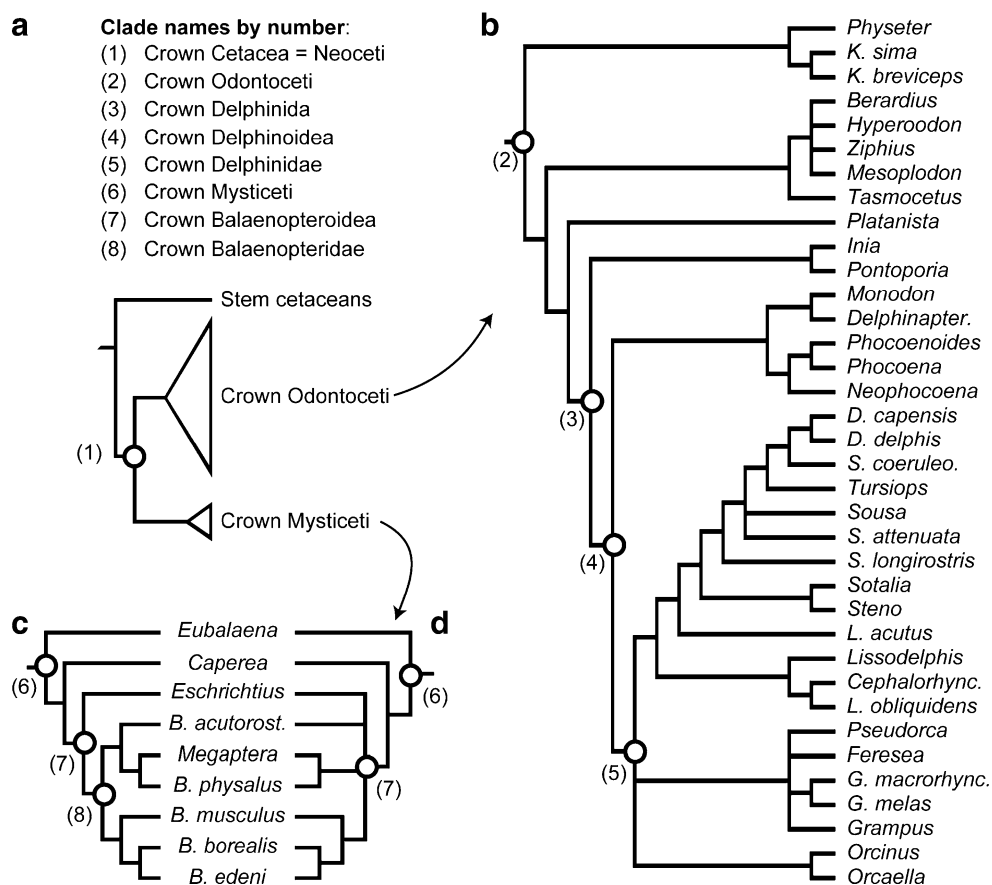 a
Clade names by number:
(1) Crown Cetacea = Neoceti
(2) Crown Odontoceti
(3) Crown Delphinida
(4) Crown Delphinoidea
(5) Crown Delphinidae
(6) Crown Mysticeti
(7) Crown Balaenopteroidea
(8) Crown Balaenopteridae
Stem cetaceans
Crown Odontoceti
(1)
Crown Mysticeti
b
Physeter
K. sima
K. breviceps
Berardius
Hyperoodon
(2)
Ziphius
Mesoplodon
Tasmocetus
Platanista
Inia
Pontoporia
Monodon
Delphinapter.
Phocoenoides
Phocoena
Neophocoena
(3)
D. capensis
D. delphis
S. coeruleo.
Tursiops
Sousa
S. attenuata
(4)
S. longirostris
Sotalia
Steno
L. acutus
Lissodelphis
Cephalorhync.
L. obliquidens
Pseudorca
Feresea
(5)
G. macrorhync.
G. melas
Grampus
Orcinus
Orcaella
c
d
Eubalaena
Caperea
(6)
(6)
Eschrichtius
B. acutorost.
Megaptera
(7)
(7)
B. physalus
(8)
B. musculus
B. borealis
B. edeni